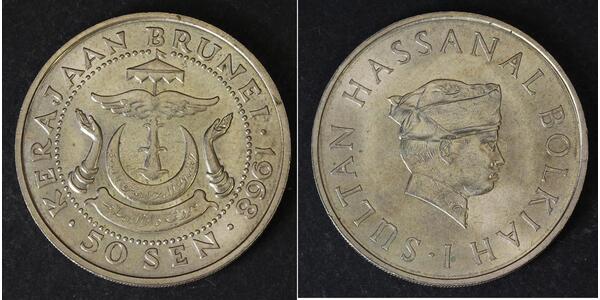 KERAJAAN BRUNEI · 1968 ·
50 SEN
SULTAN HASSANAL BOLKIAH I